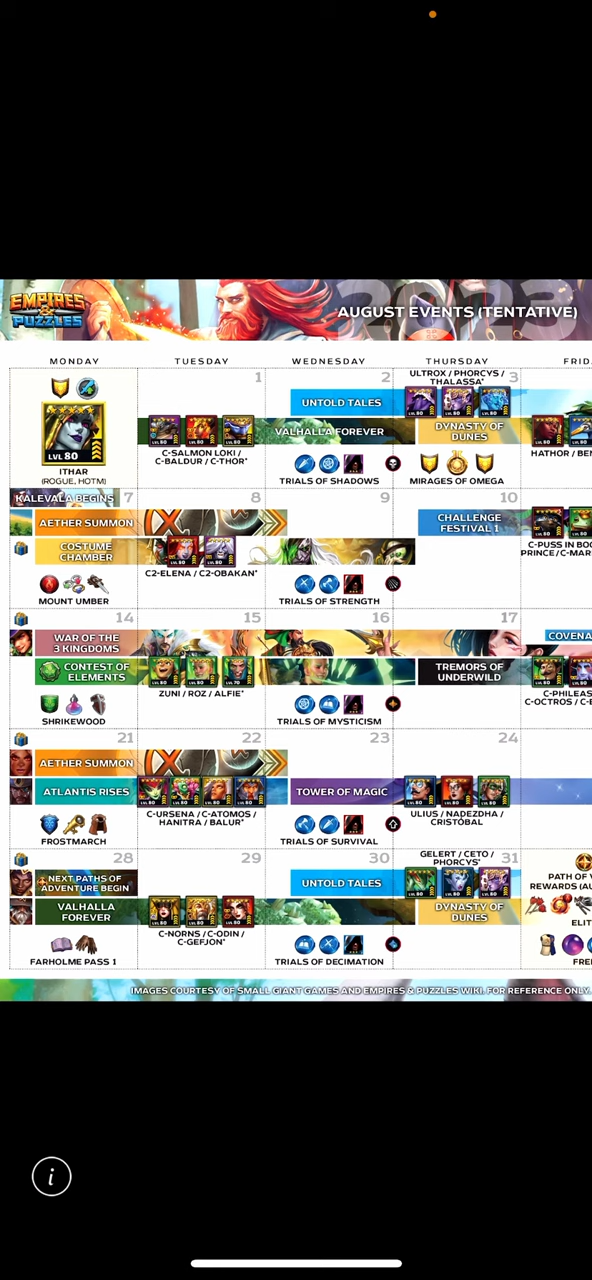 EMPIRES
& PUZZLES
2023
AUGUST EVENTS (TENTATIVE)
MONDAY TUESDAY WEDNESDAY THURSDAY FRID
LVL 80
ITHAR
(ROGUE, HOTM)
1
C-SALMON LOKI /
C-BALDUR / C-THOR*
2
UNTOLD TALES
VALHALLA FOREVER
TRIALS OF SHADOWS
ULTROX / PHORCYS /
THALASSA*
3
DYNASTY OF
DUNES
MIRAGES OF OMEGA
HATHOR / BEN
KALEVALA BEGINS
7
8
9
10
AETHER SUMMON
CHALLENGE
FESTIVAL 1
COSTUME
CHAMBER
C2-ELENA / C2-OBAKAN*
C-PUSS IN BOO
PRINCE / C-MAR
MOUNT UMBER
TRIALS OF STRENGTH
14
15
16
17
WAR OF THE
3 KINGDOMS
COVENA
CONTEST OF
ELEMENTS
TREMORS OF
UNDERWILD
ZUNI / ROZ / ALFIE*
C-PHILEAS
C-OCTROS / C-E
SHRIKEWOOD
TRIALS OF MYSTICISM
21
22
23
24
AETHER SUMMON
ATLANTIS RISES
TOWER OF MAGIC
C-URSENA / C-ATOMOS /
HANITRA / BALUR*
ULIUS / NADEZHDA /
CRISTÓBAL
FROSTMARCH
TRIALS OF SURVIVAL
28
29
30
31
NEXT PATHS OF
ADVENTURE BEGIN
UNTOLD TALES
GELERT / CETO /
PHORCYS*
VALHALLA
FOREVER
DYNASTY OF
DUNES
C-NORNS / C-ODIN /
C-GEFJON*
PATH OF V
REWARDS (AU
ELIT
FARHOLME PASS 1
TRIALS OF DECIMATION
FREE
IMAGES COURTESY OF SMALL GIANT GAMES AND EMPIRES & PUZZLES WIKI. FOR REFERENCE ONLY.
i